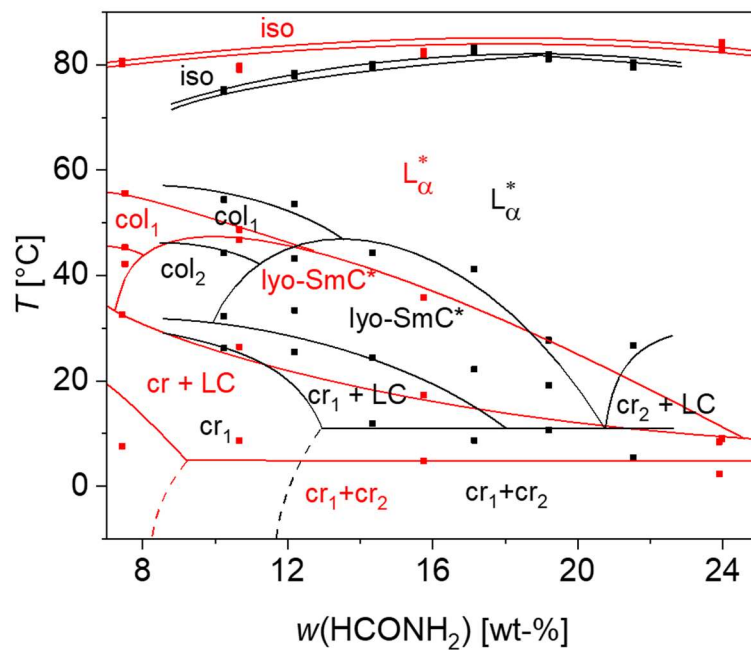 iso
80
iso
60
L*α
L*α
col₁
col₁
T [°C]
40
col₂
lyo-SmC*
lyo-SmC*
20
cr + LC
cr₁ + LC
cr₂ + LC
cr₁
0
cr₁+cr₂
cr₁+cr₂
8
12
16
20
24
w(HCONH₂) [wt-%]